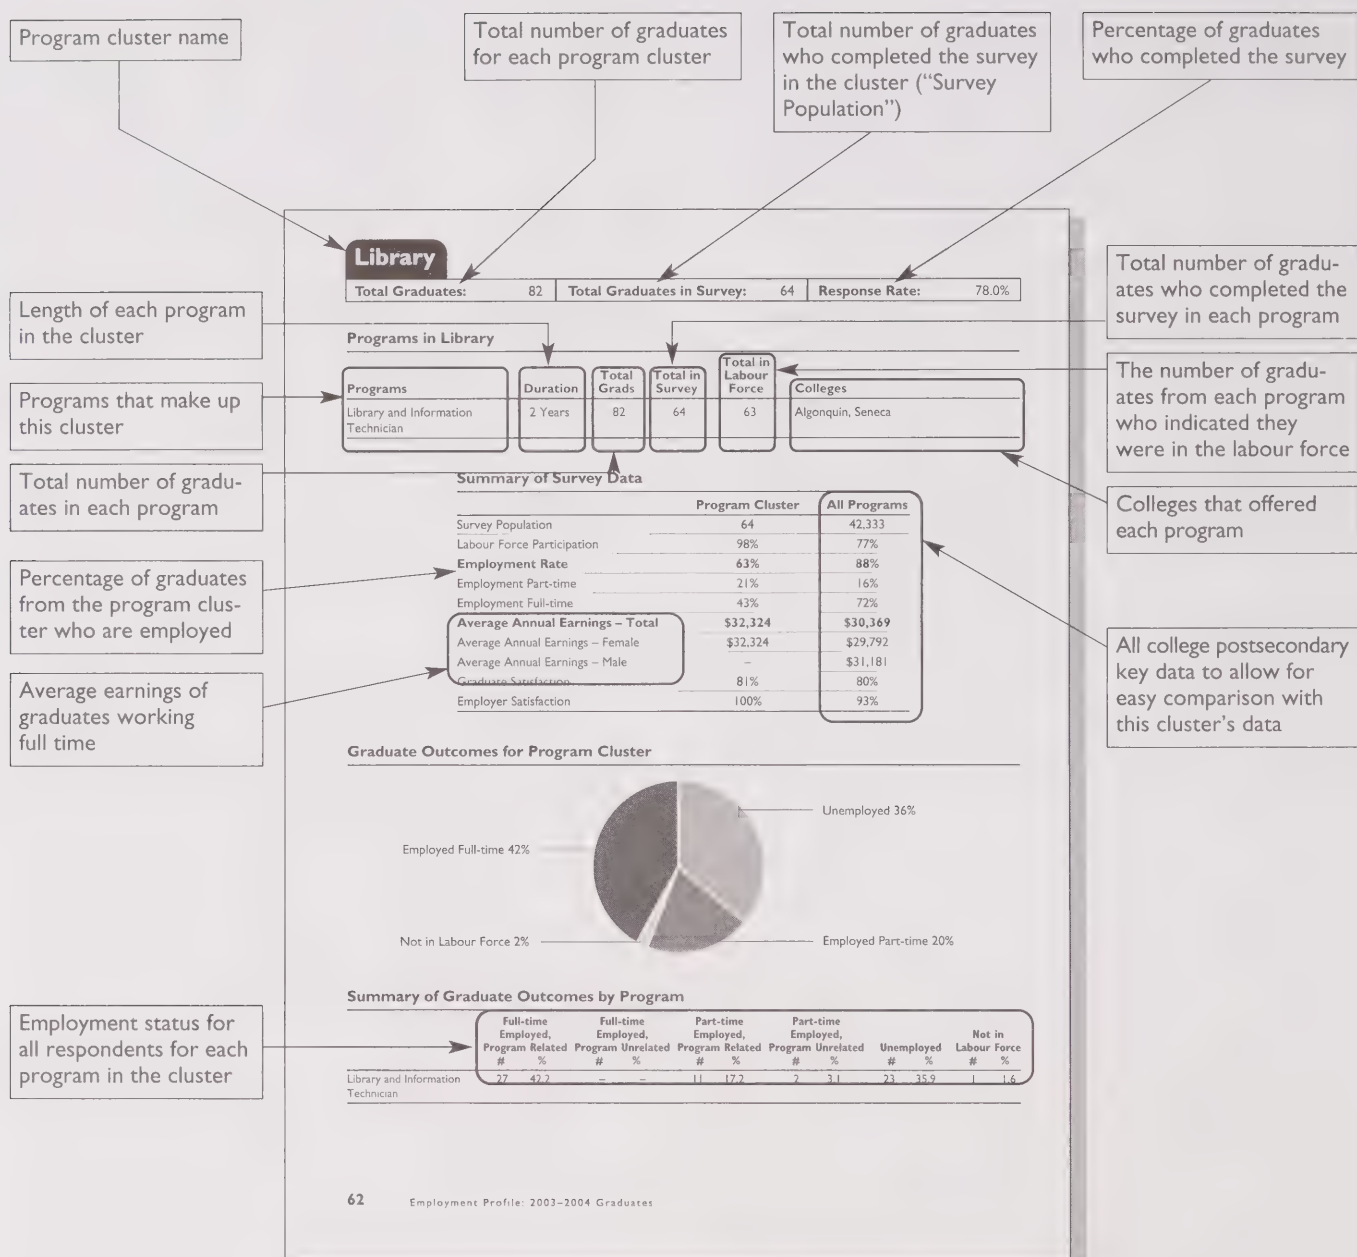 Program cluster name
Total number of graduates
for each program cluster
Total number of graduates
who completed the survey
in the cluster (“Survey
Population”)
Percentage of graduates
who completed the survey
Library
Total Graduates: 82 Total Graduates in Survey: 64 Response Rate: 78.0%
Length of each program
in the cluster
Programs that make up
this cluster
Total number of gradu-
ates in each program
Percentage of graduates
from the program clus-
ter who are employed
Average earnings of
graduates working
full time
Employment status for
all respondents for each
program in the cluster
Total number of gradu-
ates who completed the
survey in each program
The number of gradu-
ates from each program
who indicated they
were in the labour force
Colleges that offered
each program
All college postsecondary
key data to allow for
easy comparison with
this cluster’s data
Programs in Library
Total in
Total Total in Labour
Programs Duration Grads Survey Force Colleges
Library and Information 2 Years 82 64 63 Algonquin, Seneca
Technician
Summary of Survey Data
Program Cluster All Programs
Survey Population 64 42,333
Labour Force Participation 98% 77%
Employment Rate 63% 88%
Employment Part-time 21% 16%
Employment Full-time 43% 72%
Average Annual Earnings – Total $32,324 $30,369
Average Annual Earnings – Female $32,324 $29,792
Average Annual Earnings – Male – $31,181
Graduate Satisfaction 81% 80%
Employer Satisfaction 100% 93%
Graduate Outcomes for Program Cluster
Unemployed 36%
Employed Full-time 42%
Not in Labour Force 2%
Employed Part-time 20%
Summary of Graduate Outcomes by Program
Full-time Full-time Part-time Part-time
Employed, Employed, Employed, Employed, Not in
Program Related Program Unrelated Program Related Program Unrelated Unemployed Labour Force
# % # % # % # % # % # %
Library and Information 27 42.2 – – 11 17.2 2 3.1 23 35.9 1 1.6
Technician
62 Employment Profile: 2003–2004 Graduates